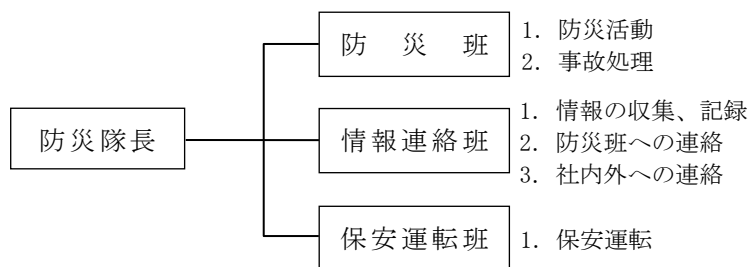 防災隊長
防災班
1. 防災活動
2. 事故処理
情報連絡班
1. 情報の収集、記録
2. 防災班への連絡
3. 社内外への連絡
保安運転班
1. 保安運転